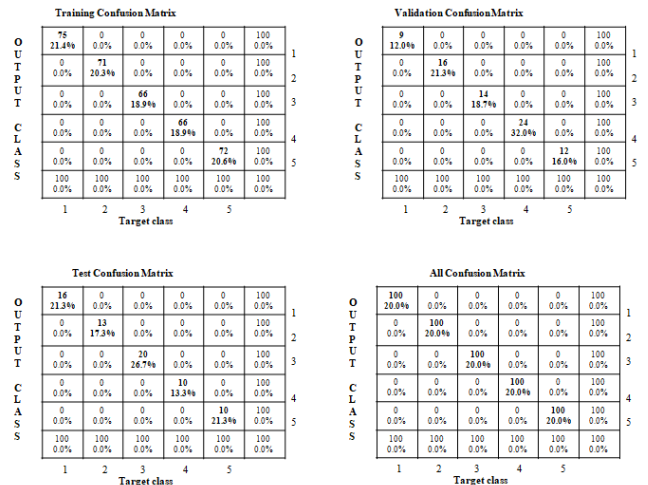 Training Confusion Matrix
OUTPUT CLASS
75 0 0 0 0 100
21.4% 0.0% 0.0% 0.0% 0.0% 0.0%
1
0 71 0 0 0 100
0.0% 20.3% 0.0% 0.0% 0.0% 0.0%
2
0 0 66 0 0 100
0.0% 0.0% 18.9% 0.0% 0.0% 0.0%
3
0 0 0 66 0 100
0.0% 0.0% 0.0% 18.9% 0.0% 0.0%
4
0 0 0 0 72 100
0.0% 0.0% 0.0% 0.0% 20.6% 0.0%
5
100 100 100 100 100 100
0.0% 0.0% 0.0% 0.0% 0.0% 0.0%
1 2 3 4 5
Target class
Validation Confusion Matrix
OUTPUT CLASS
9 0 0 0 0 100
12.0% 0.0% 0.0% 0.0% 0.0% 0.0%
1
0 16 0 0 0 100
0.0% 21.3% 0.0% 0.0% 0.0% 0.0%
2
0 0 14 0 0 100
0.0% 0.0% 18.7% 0.0% 0.0% 0.0%
3
0 0 0 24 0 100
0.0% 0.0% 0.0% 32.0% 0.0% 0.0%
4
0 0 0 0 12 100
0.0% 0.0% 0.0% 0.0% 16.0% 0.0%
5
100 100 100 100 100 100
0.0% 0.0% 0.0% 0.0% 0.0% 0.0%
1 2 3 4 5
Target class
Test Confusion Matrix
OUTPUT CLASS
16 0 0 0 0 100
21.3% 0.0% 0.0% 0.0% 0.0% 0.0%
1
0 13 0 0 0 100
0.0% 17.3% 0.0% 0.0% 0.0% 0.0%
2
0 0 20 0 0 100
0.0% 0.0% 26.7% 0.0% 0.0% 0.0%
3
0 0 0 10 0 100
0.0% 0.0% 0.0% 13.3% 0.0% 0.0%
4
0 0 0 0 10 100
0.0% 0.0% 0.0% 0.0% 21.3% 0.0%
5
100 100 100 100 100 100
0.0% 0.0% 0.0% 0.0% 0.0% 0.0%
1 2 3 4 5
Target class
All Confusion Matrix
OUTPUT CLASS
100 0 0 0 0 100
20.0% 0.0% 0.0% 0.0% 0.0% 0.0%
1
0 100 0 0 0 100
0.0% 20.0% 0.0% 0.0% 0.0% 0.0%
2
0 0 100 0 0 100
0.0% 0.0% 20.0% 0.0% 0.0% 0.0%
3
0 0 0 100 0 100
0.0% 0.0% 0.0% 20.0% 0.0% 0.0%
4
0 0 0 0 100 100
0.0% 0.0% 0.0% 0.0% 20.0% 0.0%
5
100 100 100 100 100 100
0.0% 0.0% 0.0% 0.0% 0.0% 0.0%
1 2 3 4 5
Target class